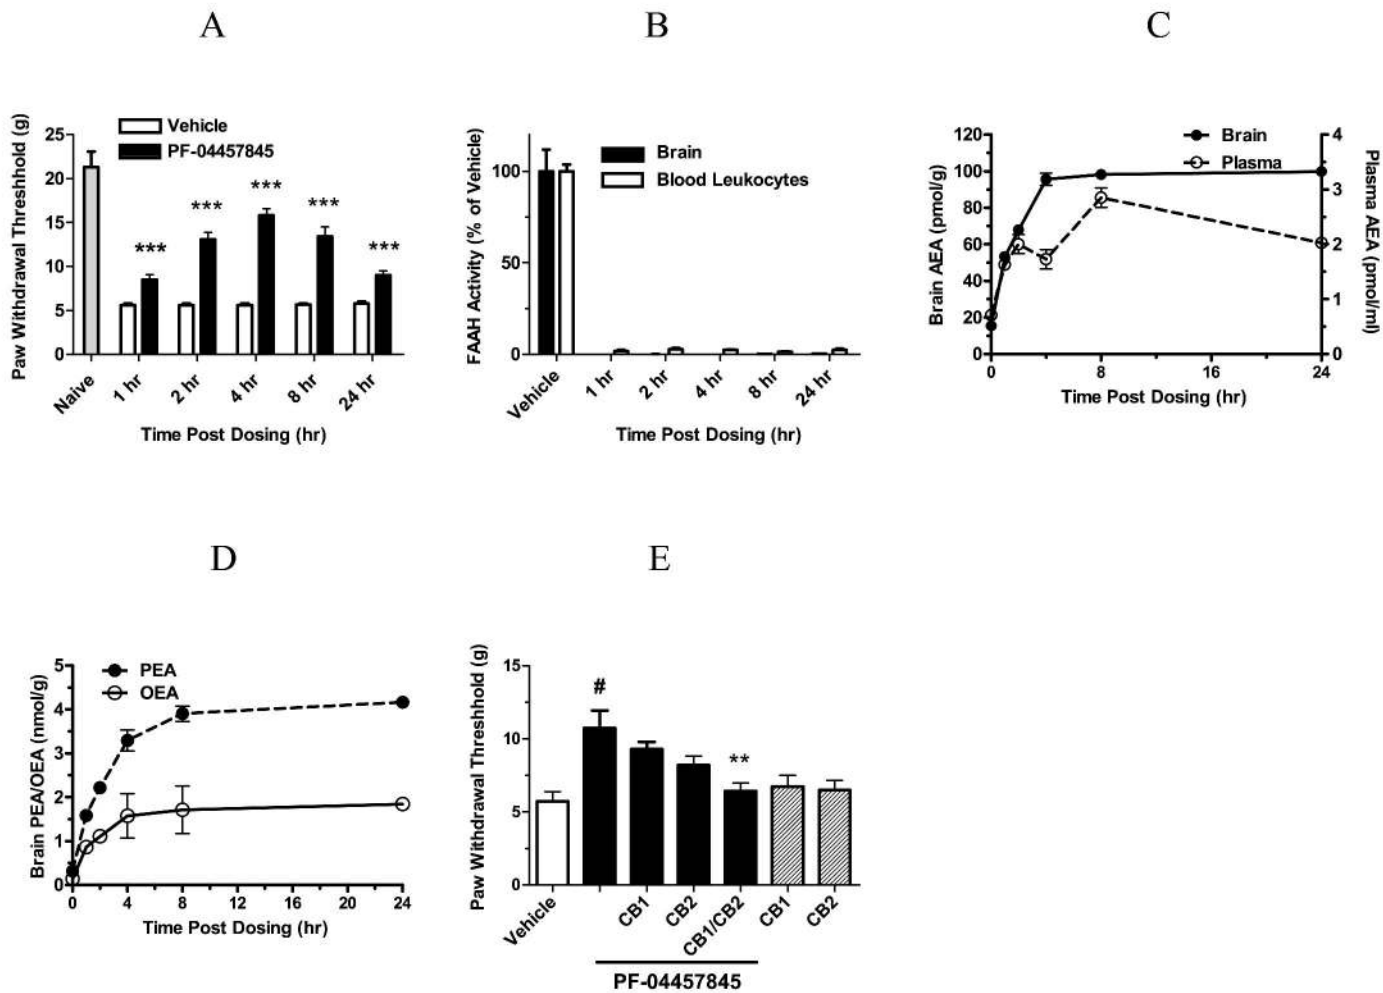 A
B
C
Paw Withdrawal Threshhold (g)
25
20
15
10
5
0
Vehicle
PF-04457845
***
***
***
***
***
Naive
1 hr
2 hr
4 hr
8 hr
24 hr
Time Post Dosing (hr)
FAAH Activity (% of Vehicle)
100
50
0
Brain
Blood Leukocytes
Vehicle
1 hr
2 hr
4 hr
8 hr
24 hr
Time Post Dosing (hr)
Brain AEA (pmol/g)
120
100
80
60
40
20
0
Brain
Plasma
4
3
2
1
0
Plasma AEA (pmol/ml)
0
8
16
24
Time Post Dosing (hr)
D
E
Brain PEA/OEA (nmol/g)
5
4
3
2
1
0
PEA
OEA
0
4
8
12
16
20
24
Time Post Dosing (hr)
Paw Withdrawal Threshhold (g)
15
10
5
0
#
**
Vehicle
CB1
CB2
CB1/CB2
CB1
CB2
PF-04457845